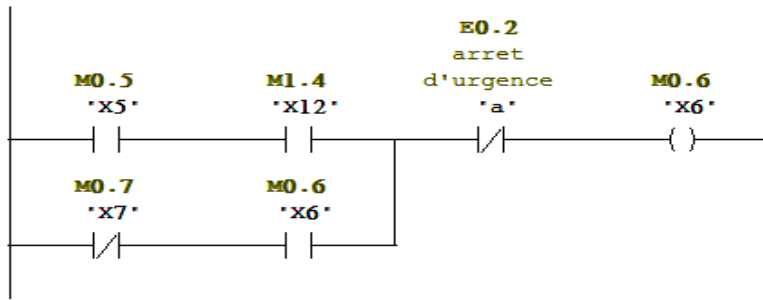 E0.2
arret
d'urgence
"a"
M0.5
"X5"
M1.4
"X12"
M0.6
"X6"
M0.7
"X7"
M0.6
"X6"